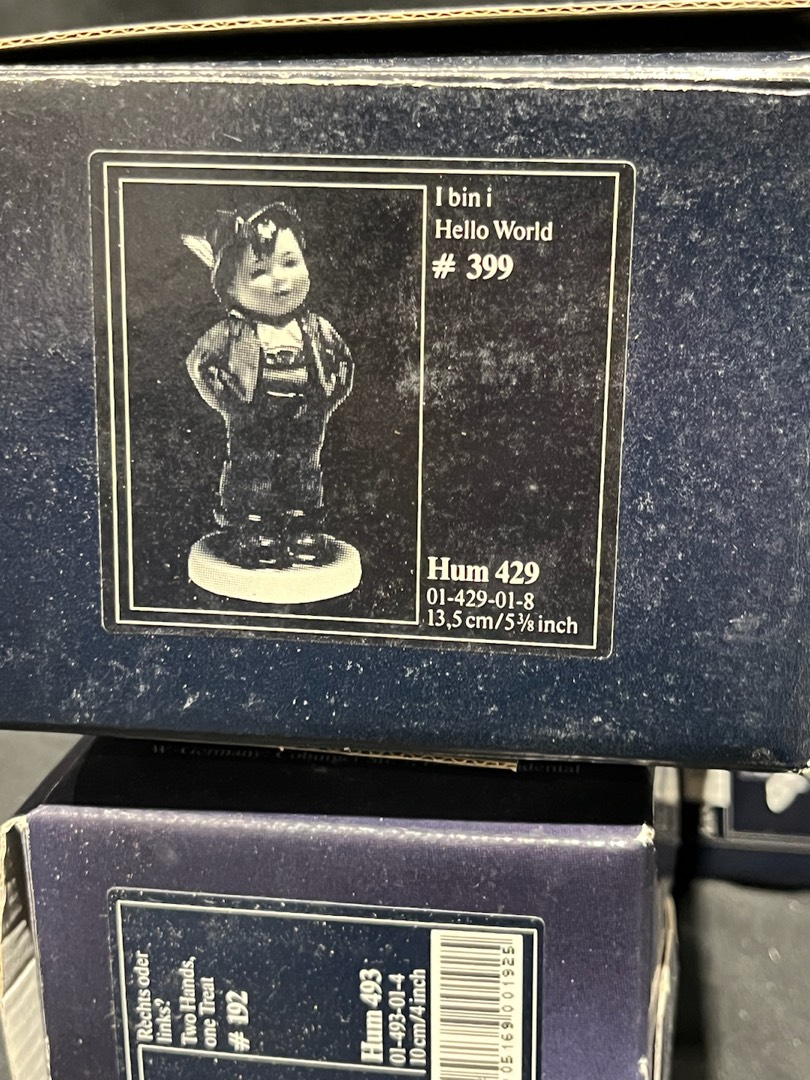 I bin i
Hello World
# 399
Hum 429
01-429-01-8
13,5 cm/5⅜ inch
W.-Germany
Rechts oder
links?
Two Hands,
one Treat
# 192
Hum 493
01-493-01-4
10 cm/4 inch